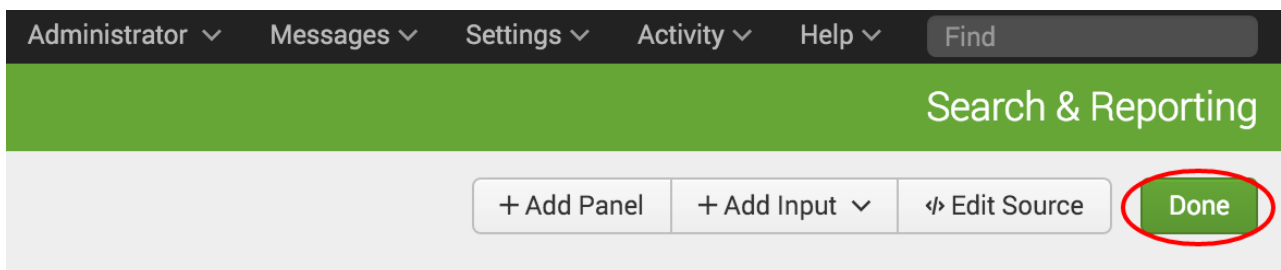 Administrator Messages Settings Activity Help Find
Search & Reporting
+ Add Panel + Add Input </> Edit Source Done